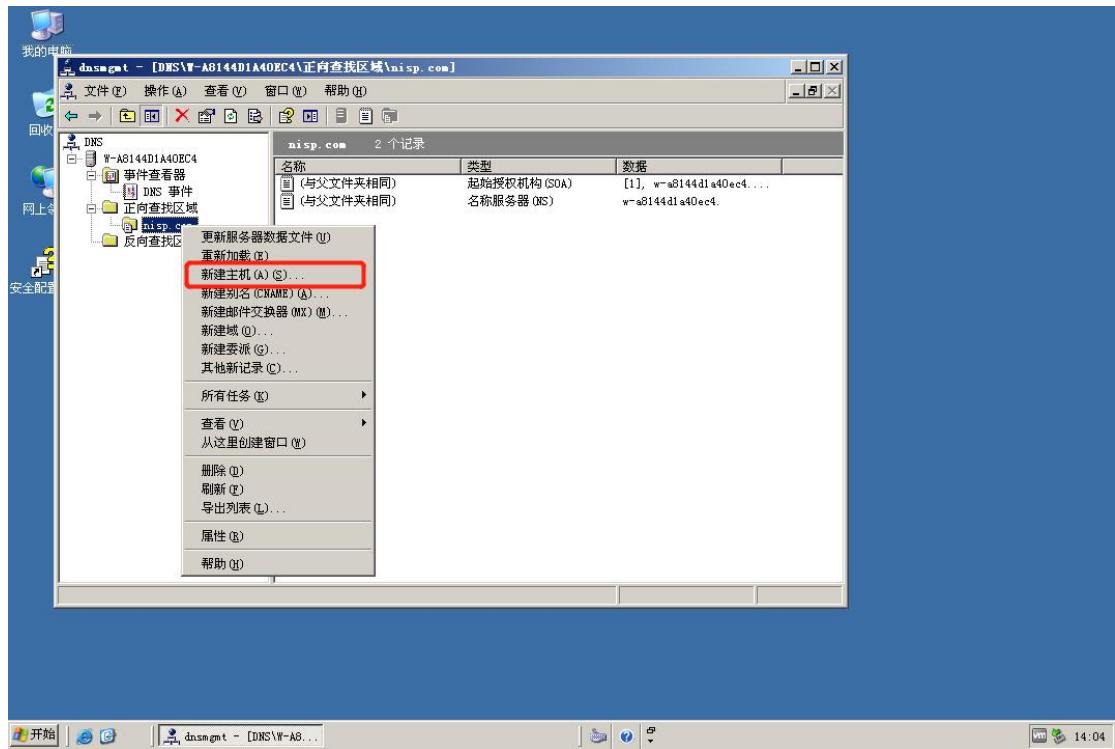 我的电脑
dnsmgmt - [DNS\W-A8144D1A40EC4\正向查找区域\nisp.com]
文件(F) 操作(A) 查看(V) 窗口(W) 帮助(H)
回收
网上
安全配置
DNS
W-A8144D1A40EC4
事件查看器
DNS 事件
正向查找区域
nisp.com
反向查找区
nisp.com 2 个记录
名称 类型 数据
(与父文件夹相同) 起始授权机构(SOA) [1], w-a8144d1a40ec4....
(与父文件夹相同) 名称服务器(NS) w-a8144d1a40ec4.
更新服务器数据文件(U)
重新加载(E)
新建主机(A)(S)...
新建别名(CNAME)(A)...
新建邮件交换器(MX)(M)...
新建域(O)...
新建委派(G)...
其他新记录(C)...
所有任务(K)
查看(V)
从这里创建窗口(W)
删除(D)
刷新(F)
导出列表(L)...
属性(R)
帮助(H)
开始 dnsmgmt - [DNS\W-A8... 14:04